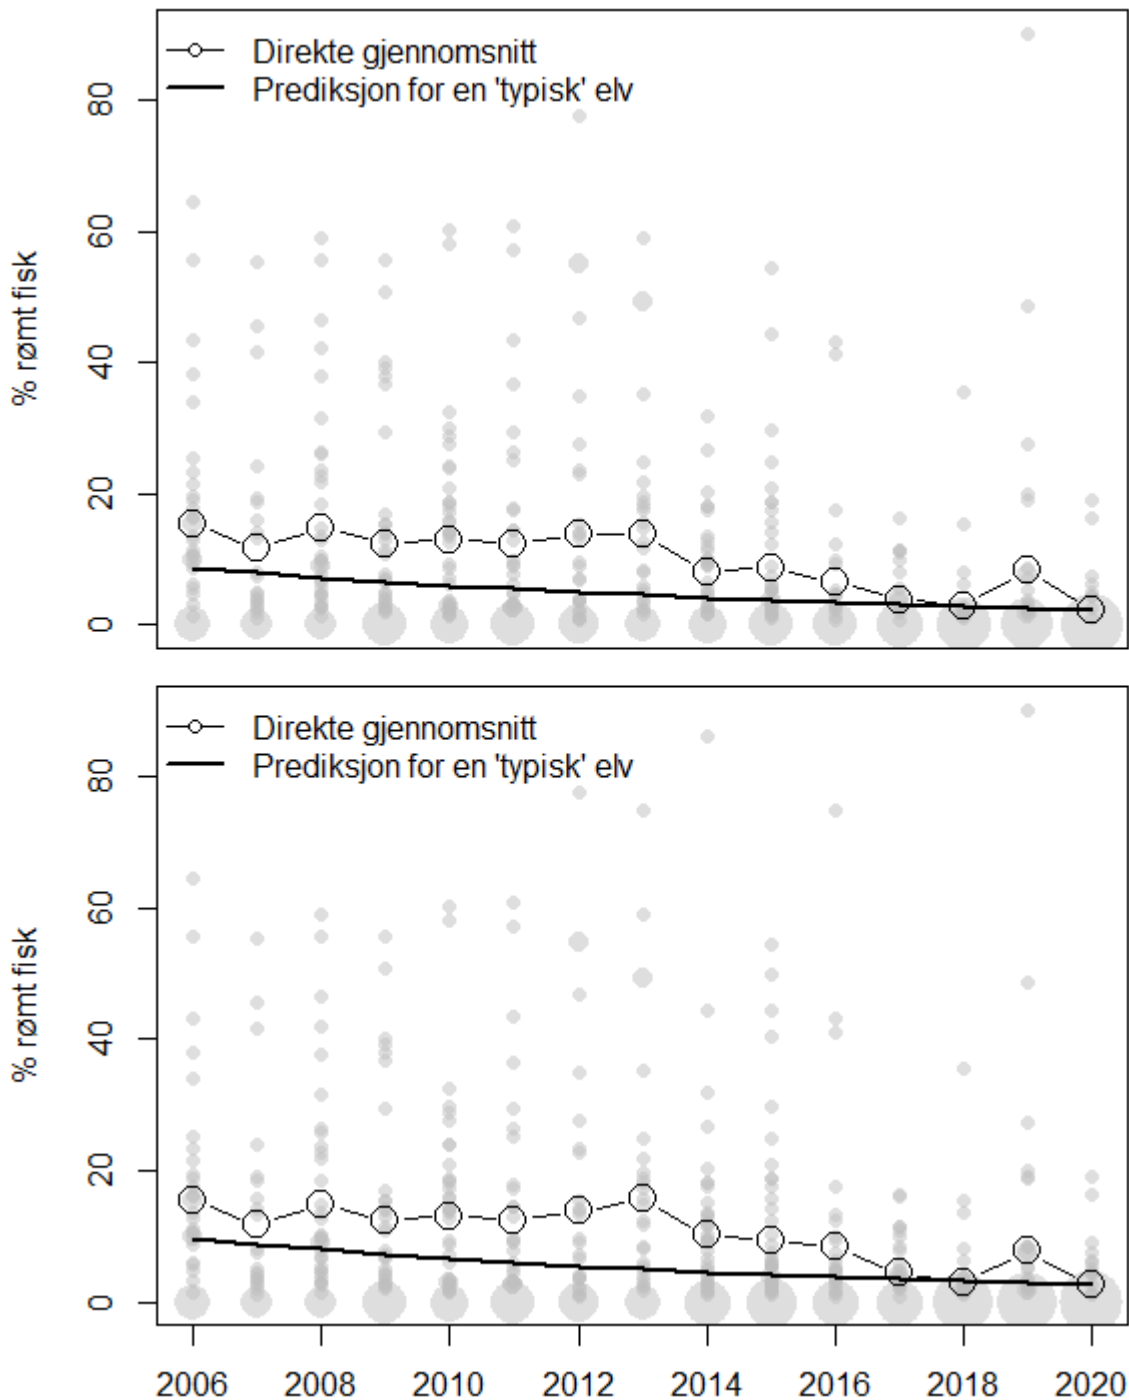 Direkte gjennomsnitt
Prediksjon for en 'typisk' elv
% rømt fisk
80
60
40
20
0
Direkte gjennomsnitt
Prediksjon for en 'typisk' elv
% rømt fisk
80
60
40
20
0
2006 2008 2010 2012 2014 2016 2018 2020